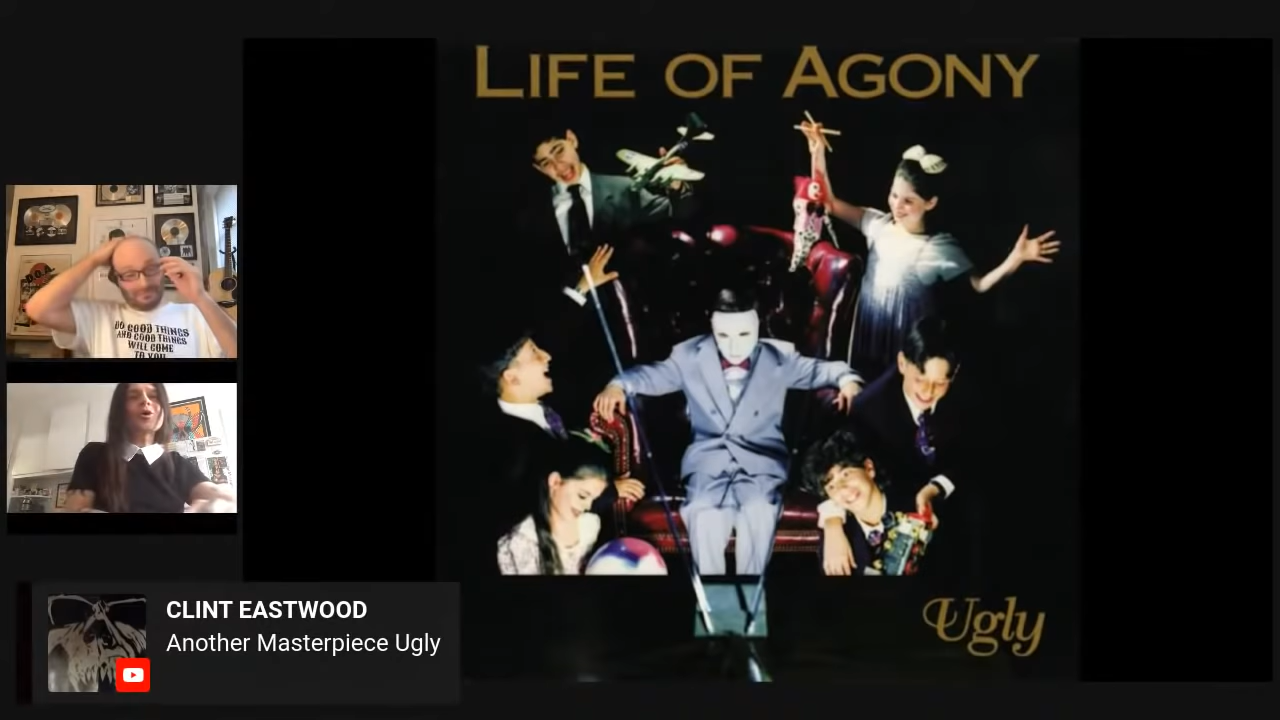 LIFE OF AGONY
D.O.A.
DO GOOD THINGS
AND GOOD THINGS
WILL COME
TO YOU
CLINT EASTWOOD
Another Masterpiece Ugly
Ugly